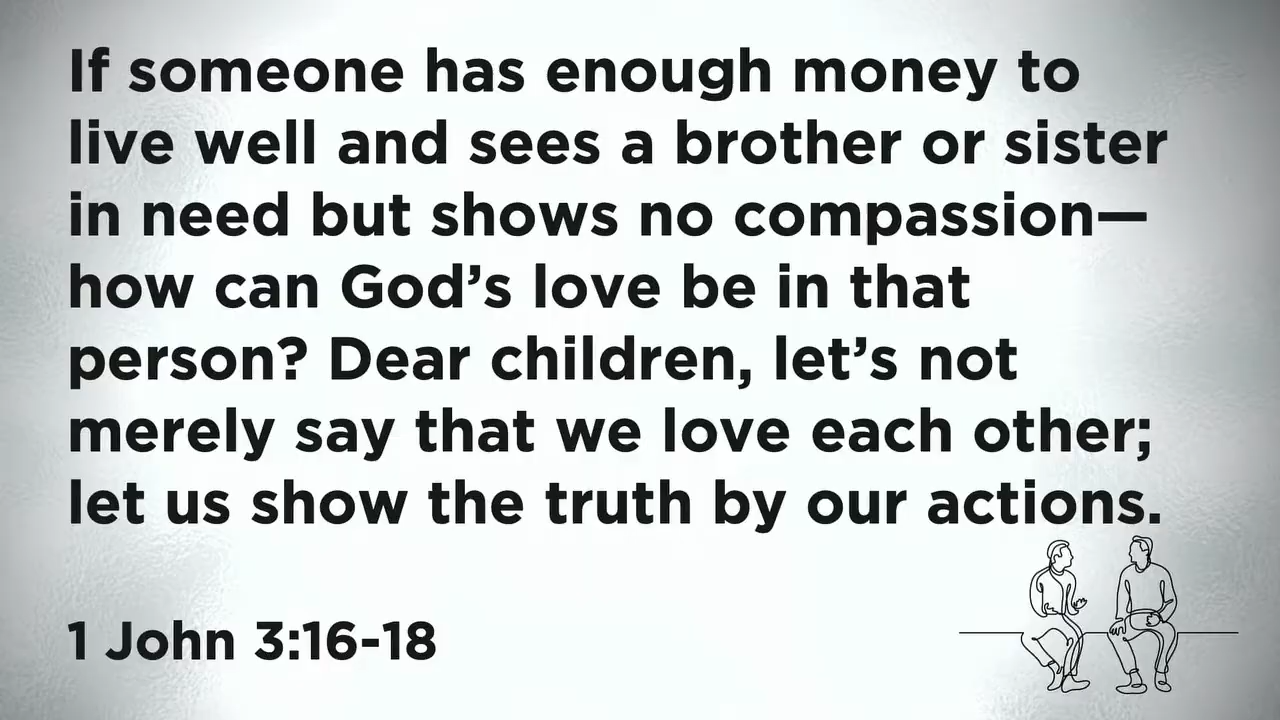 If someone has enough money to
live well and sees a brother or sister
in need but shows no compassion—
how can God’s love be in that
person? Dear children, let’s not
merely say that we love each other;
let us show the truth by our actions.
1 John 3:16-18